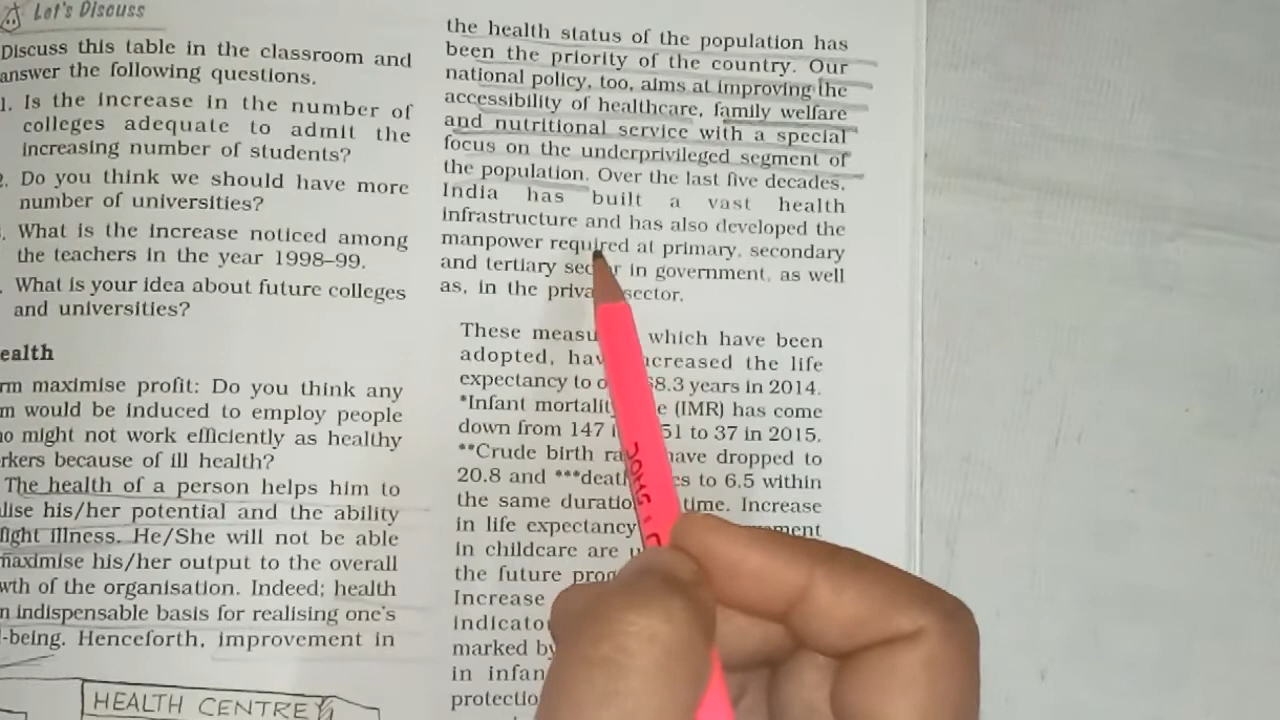 Let's Discuss
Discuss this table in the classroom and
answer the following questions.
1. Is the increase in the number of
colleges adequate to admit the
increasing number of students?
. Do you think we should have more
number of universities?
. What is the increase noticed among
the teachers in the year 1998–99.
. What is your idea about future colleges
and universities?
ealth
rm maximise profit: Do you think any
m would be induced to employ people
ho might not work efficiently as healthy
rkers because of ill health?
The health of a person helps him to
alise his/her potential and the ability
fight illness. He/She will not be able
maximise his/her output to the overall
wth of the organisation. Indeed; health
n indispensable basis for realising one's
-being. Henceforth, improvement in
HEALTH CENTRE
the health status of the population has
been the priority of the country. Our
national policy, too, aims at improving the
accessibility of healthcare, family welfare
and nutritional service with a special
focus on the underprivileged segment of
the population. Over the last five decades,
India has built a vast health
infrastructure and has also developed the
manpower required at primary, secondary
and tertiary sec r in government, as well
as, in the priva sector.
These measu which have been
adopted, hav increased the life
expectancy to o 68.3 years in 2014.
*Infant mortalit e (IMR) has come
down from 147 i 51 to 37 in 2015.
**Crude birth ra have dropped to
20.8 and ***deat es to 6.5 within
the same duratio time. Increase
in life expectancy ment
in childcare are
the future prog
Increase
indicato
marked by
in infan
protectio
DOMS